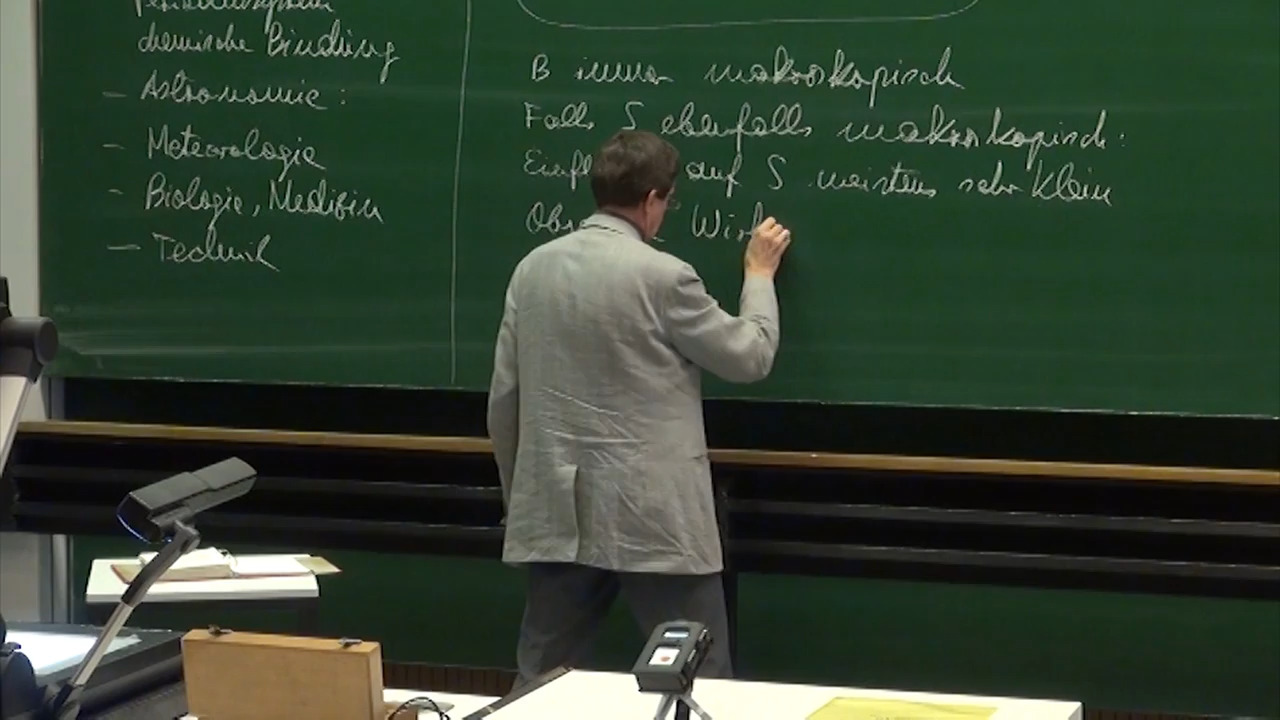 chemische Bindung
– Astronomie:
– Meteorologie
– Biologie, Medizin
– Technik
B immer makroskopisch
Falls S ebenfalls makroskopisch:
auf S meistens sehr klein